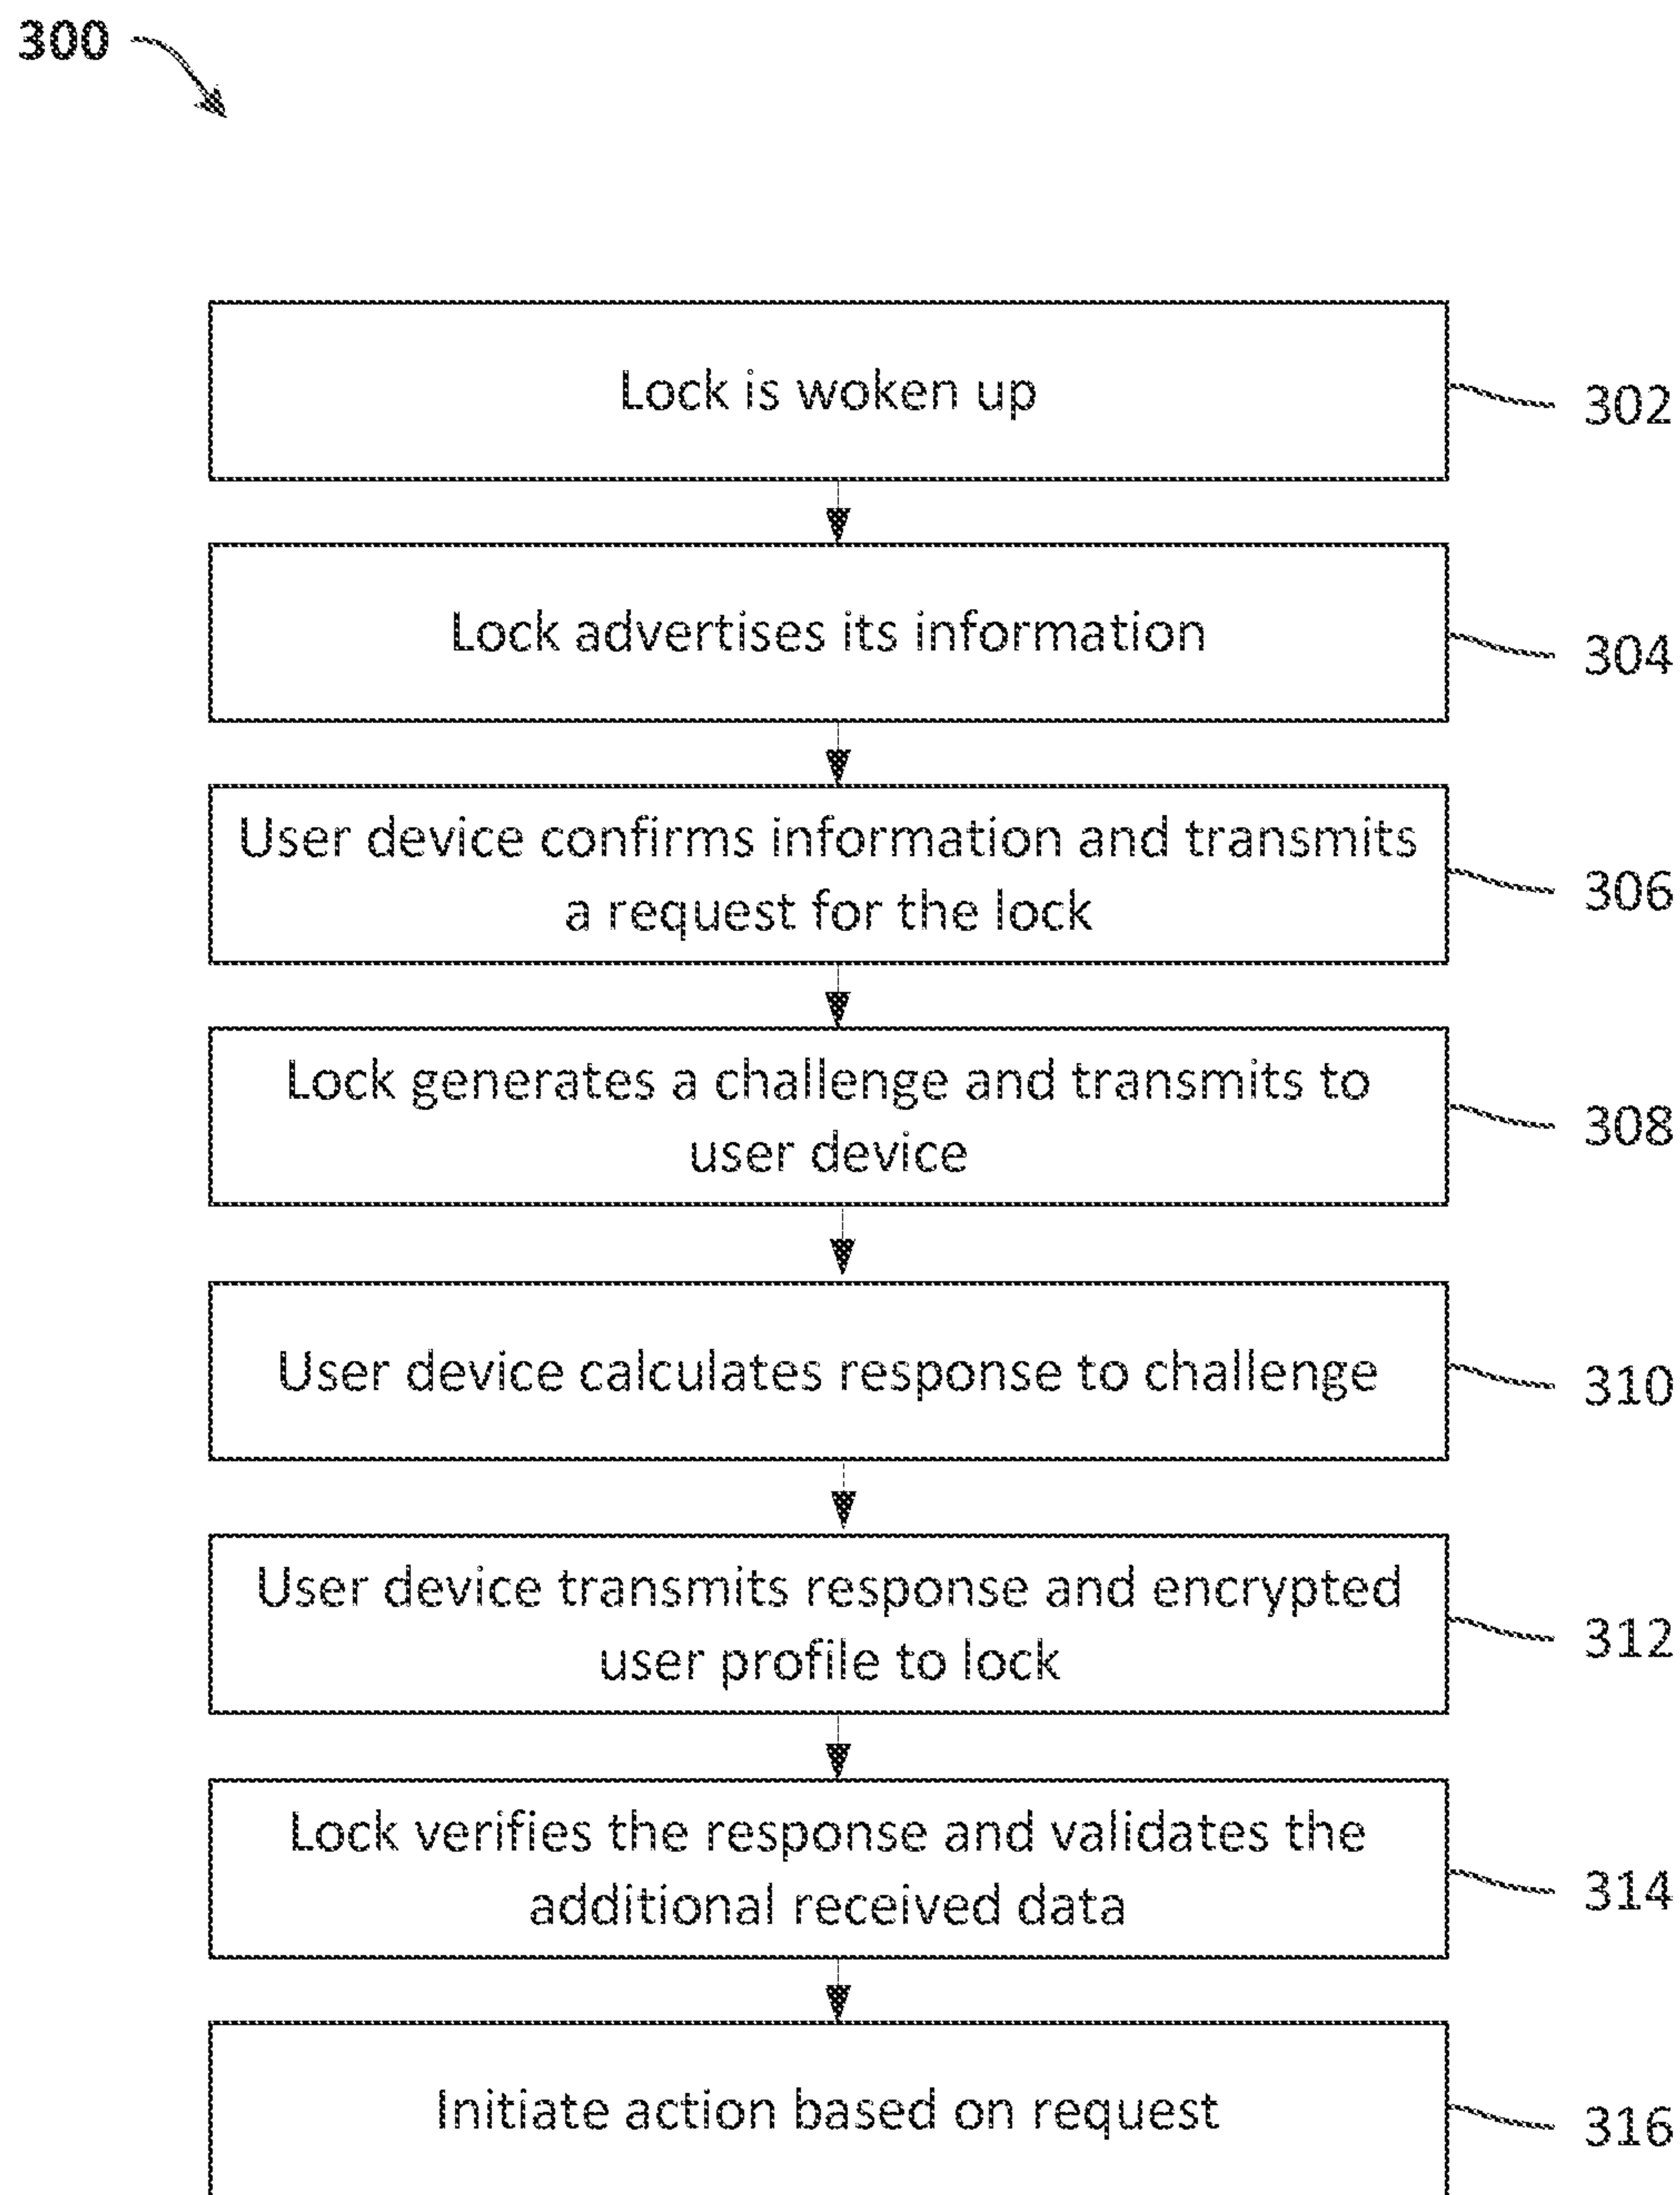 300
Lock is woken up
302
Lock advertises its information
304
User device confirms information and transmits
a request for the lock
306
Lock generates a challenge and transmits to
user device
308
User device calculates response to challenge
310
User device transmits response and encrypted
user profile to lock
312
Lock verifies the response and validates the
additional received data
314
Initiate action based on request
316